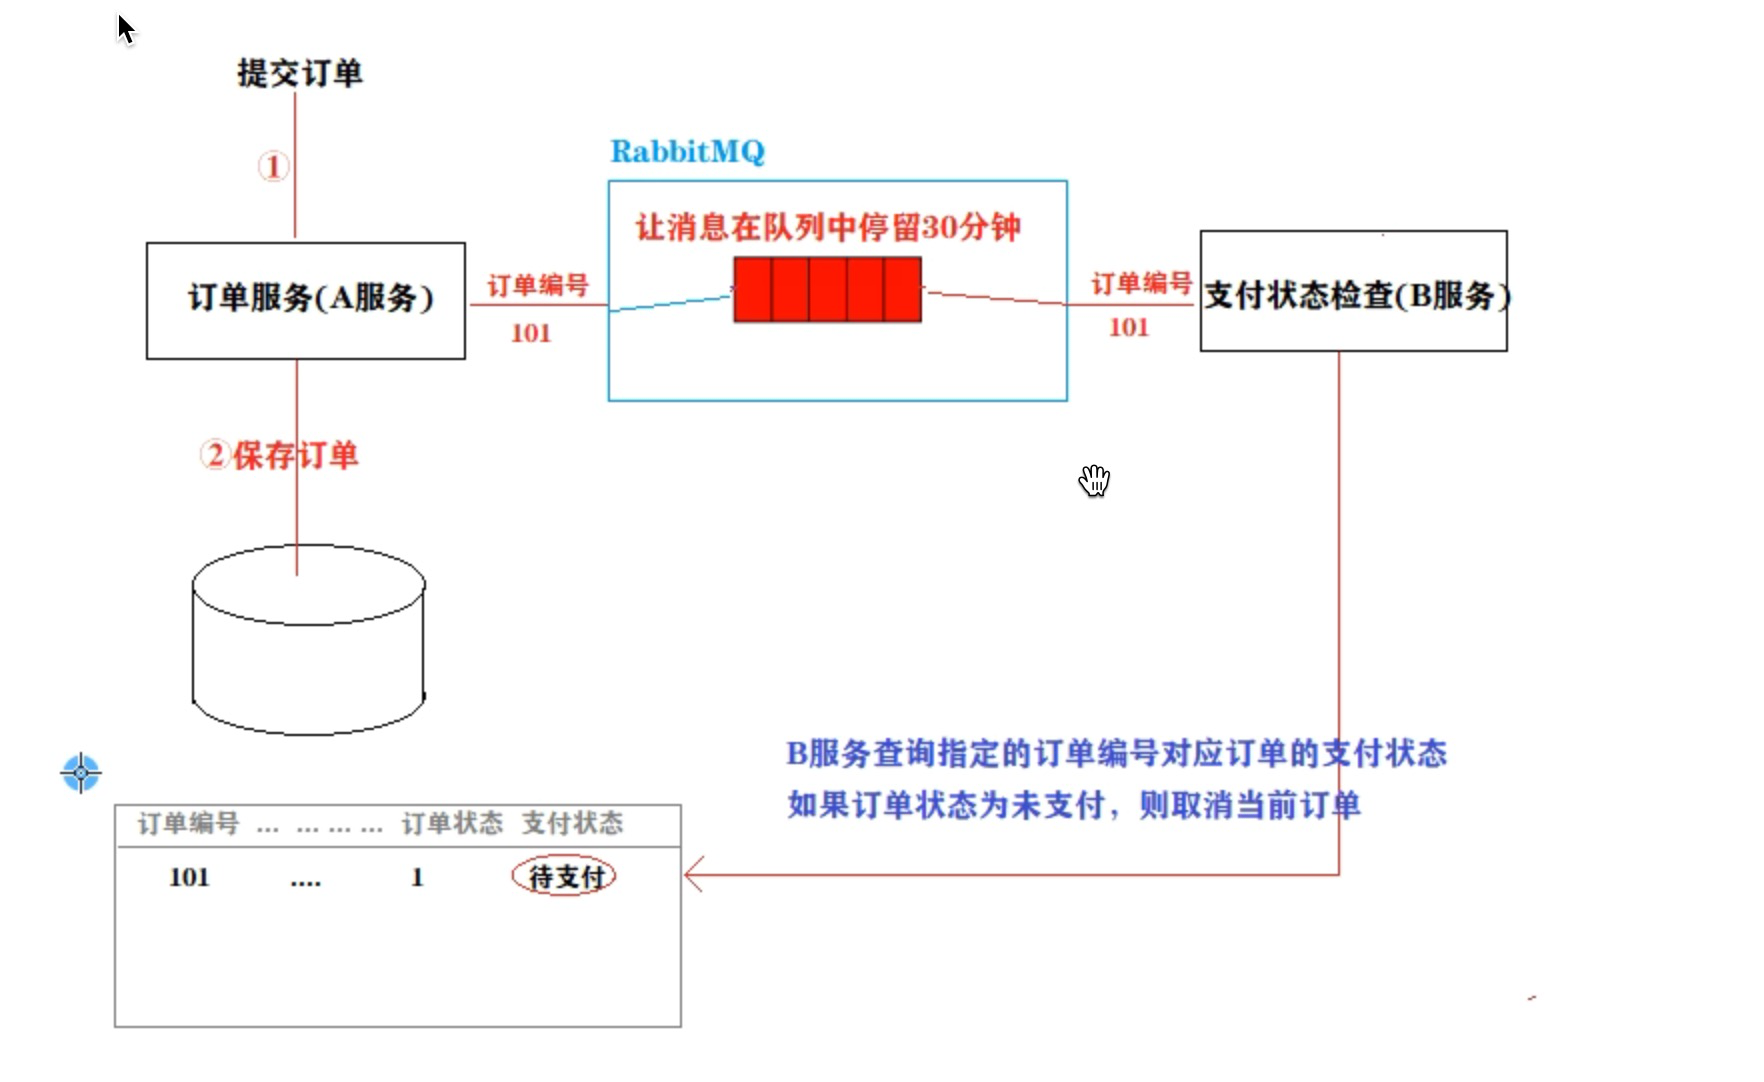 提交订单
①
RabbitMQ
让消息在队列中停留30分钟
订单服务(A服务)
订单编号
101
订单编号
101
支付状态检查(B服务)
②保存订单
B服务查询指定的订单编号对应订单的支付状态
如果订单状态为未支付，则取消当前订单
订单编号 ... ... ... ... 订单状态 支付状态
101 .... 1 待支付